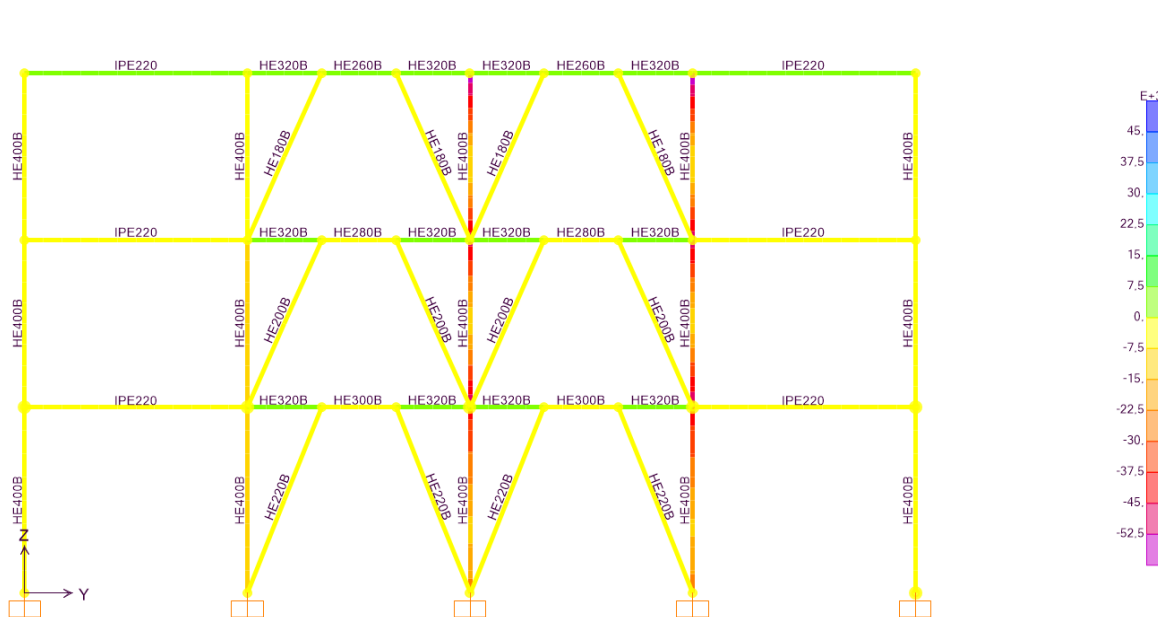 IPE220 HE320B HE260B HE320B HE320B HE260B HE320B IPE220
E+
45.
37.5
30.
22.5
15.
7.5
0.
-7.5
-15.
-22.5
-30.
-37.5
-45.
-52.5
HE400B HE400B HE180B HE180B HE400B HE180B HE180B HE400B HE400B
IPE220 HE320B HE280B HE320B HE320B HE280B HE320B IPE220
HE400B HE400B HE200B HE200B HE400B HE200B HE200B HE400B HE400B
IPE220 HE320B HE300B HE320B HE320B HE300B HE320B IPE220
HE400B HE400B HE220B HE220B HE400B HE220B HE220B HE400B HE400B
Z
Y